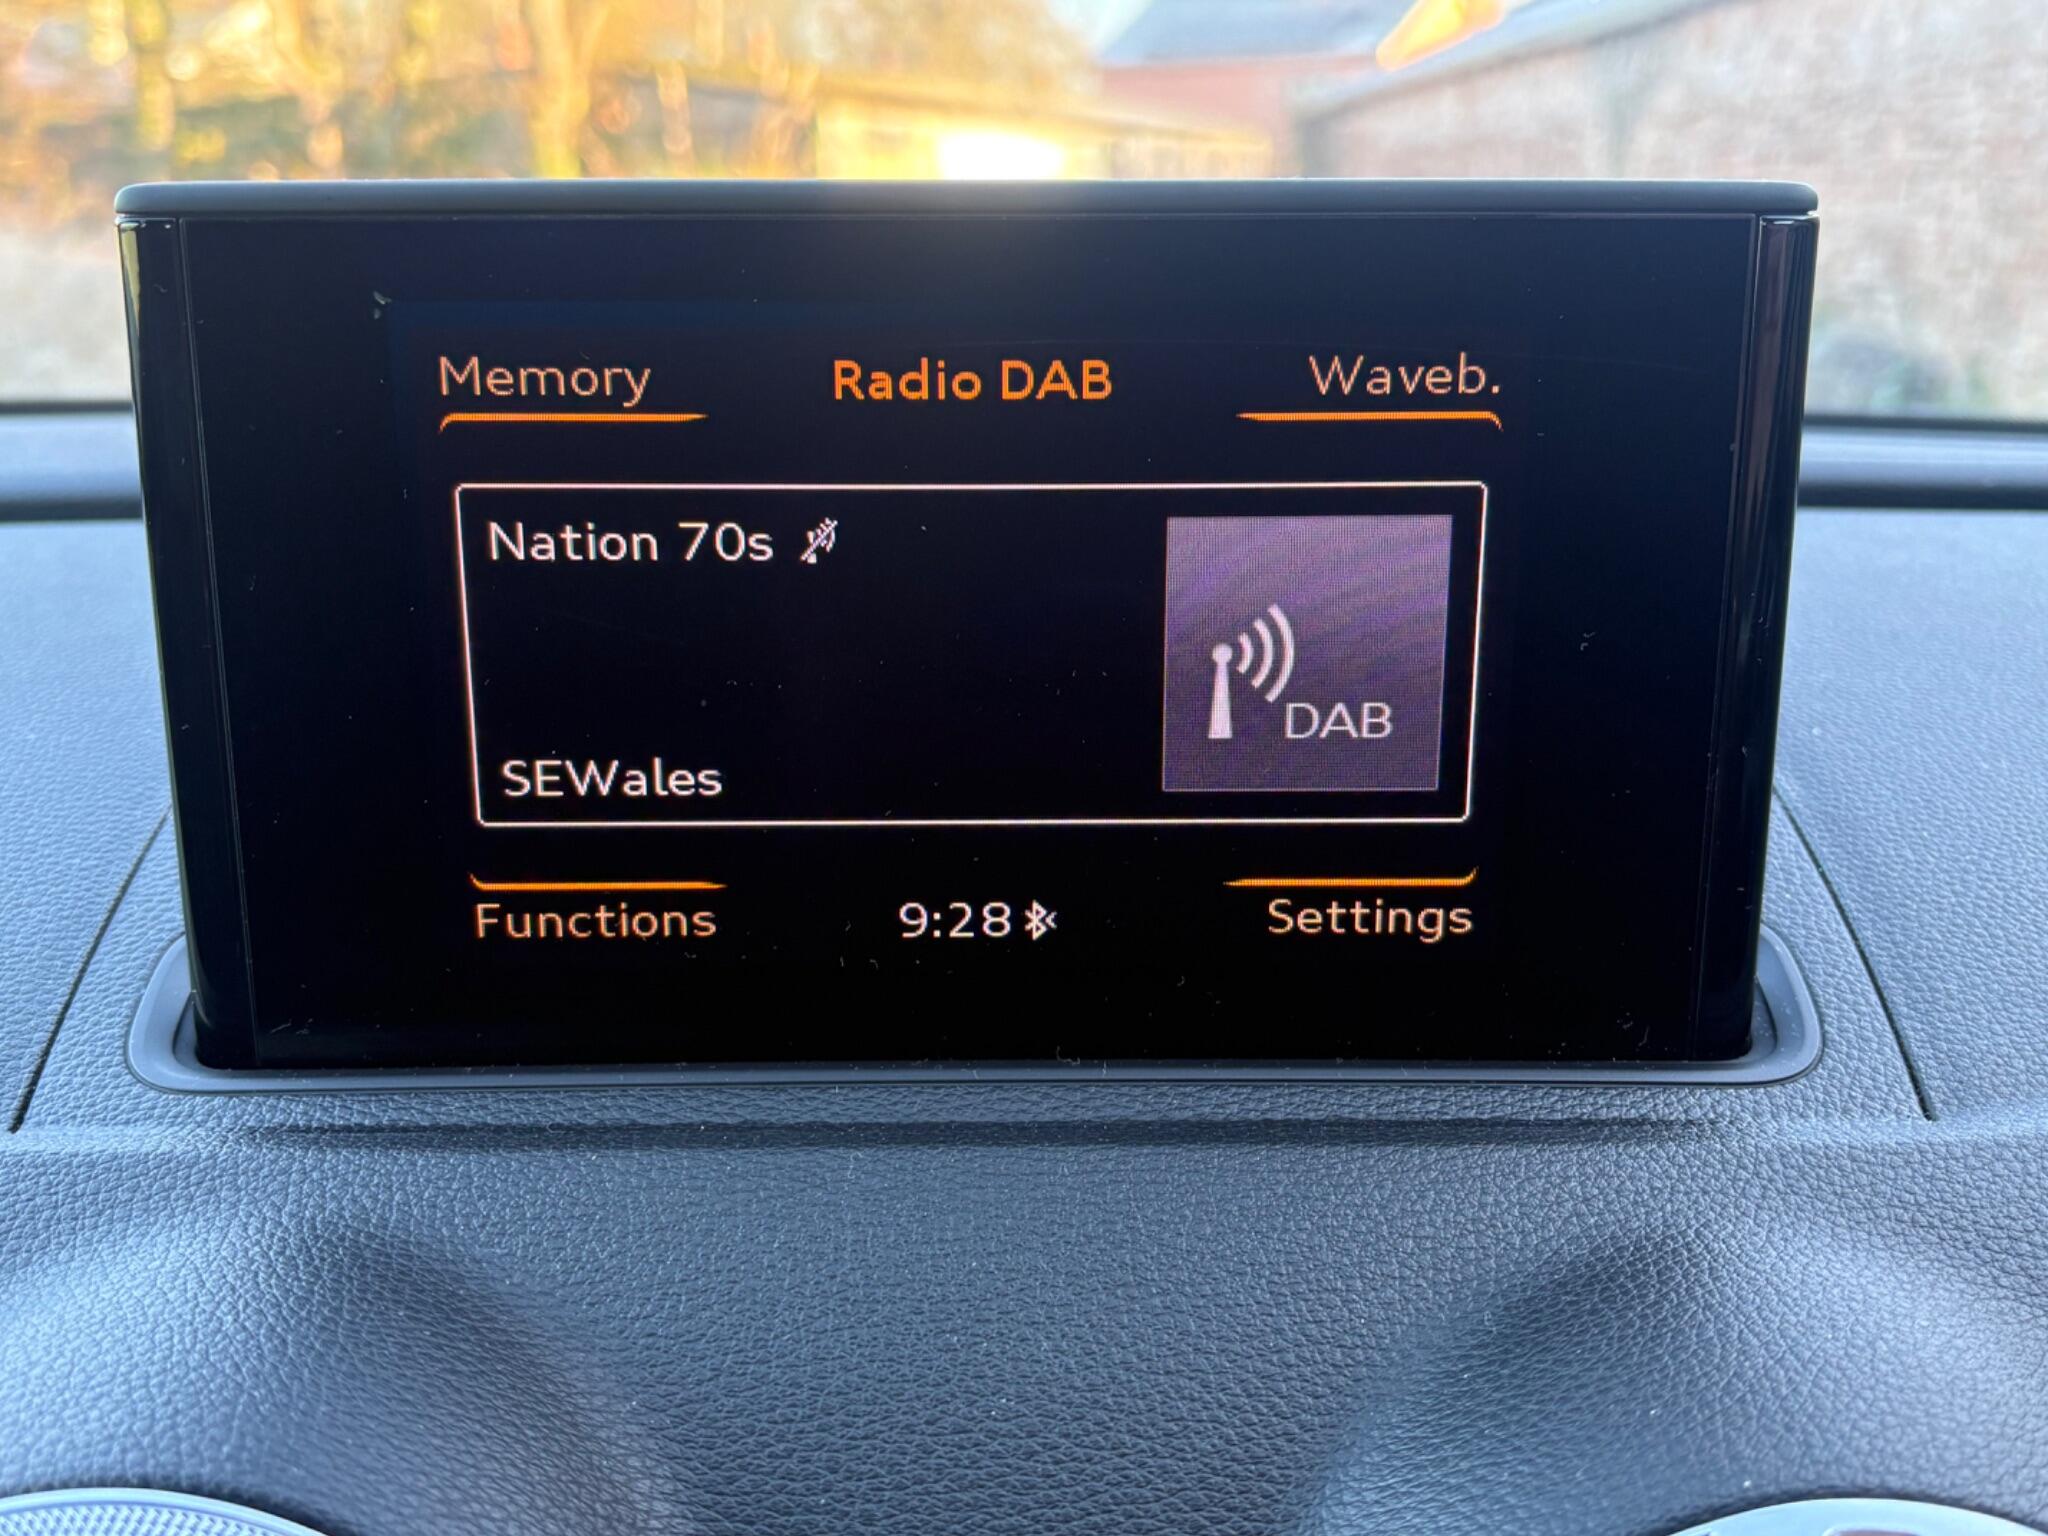 Memory
Radio DAB
Waveb.
Nation 70s
DAB
SEWales
Functions
9:28
Settings